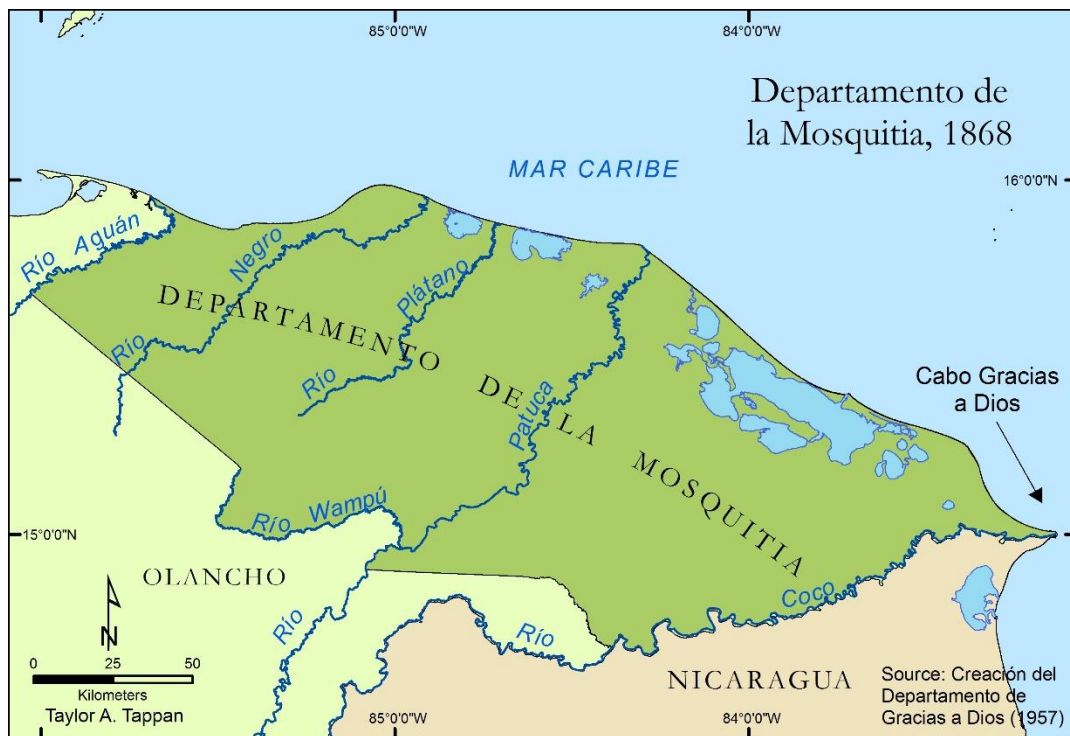 85°0'0"W
84°0'0"W
Departamento de
la Mosquitia, 1868
MAR CARIBE
16°0'0"N
Río Aguán
Río Negro
Río Plátano
DEPARTAMENTO DE LA MOSQUITIA
Río Patuca
Cabo Gracias
a Dios
Río Wampú
15°0'0"N
OLANCHO
Río Coco
N
NICARAGUA
0 25 50
Kilometers
Taylor A. Tappan
Source: Creación del
Departamento de
Gracias a Dios (1957)
85°0'0"W
84°0'0"W